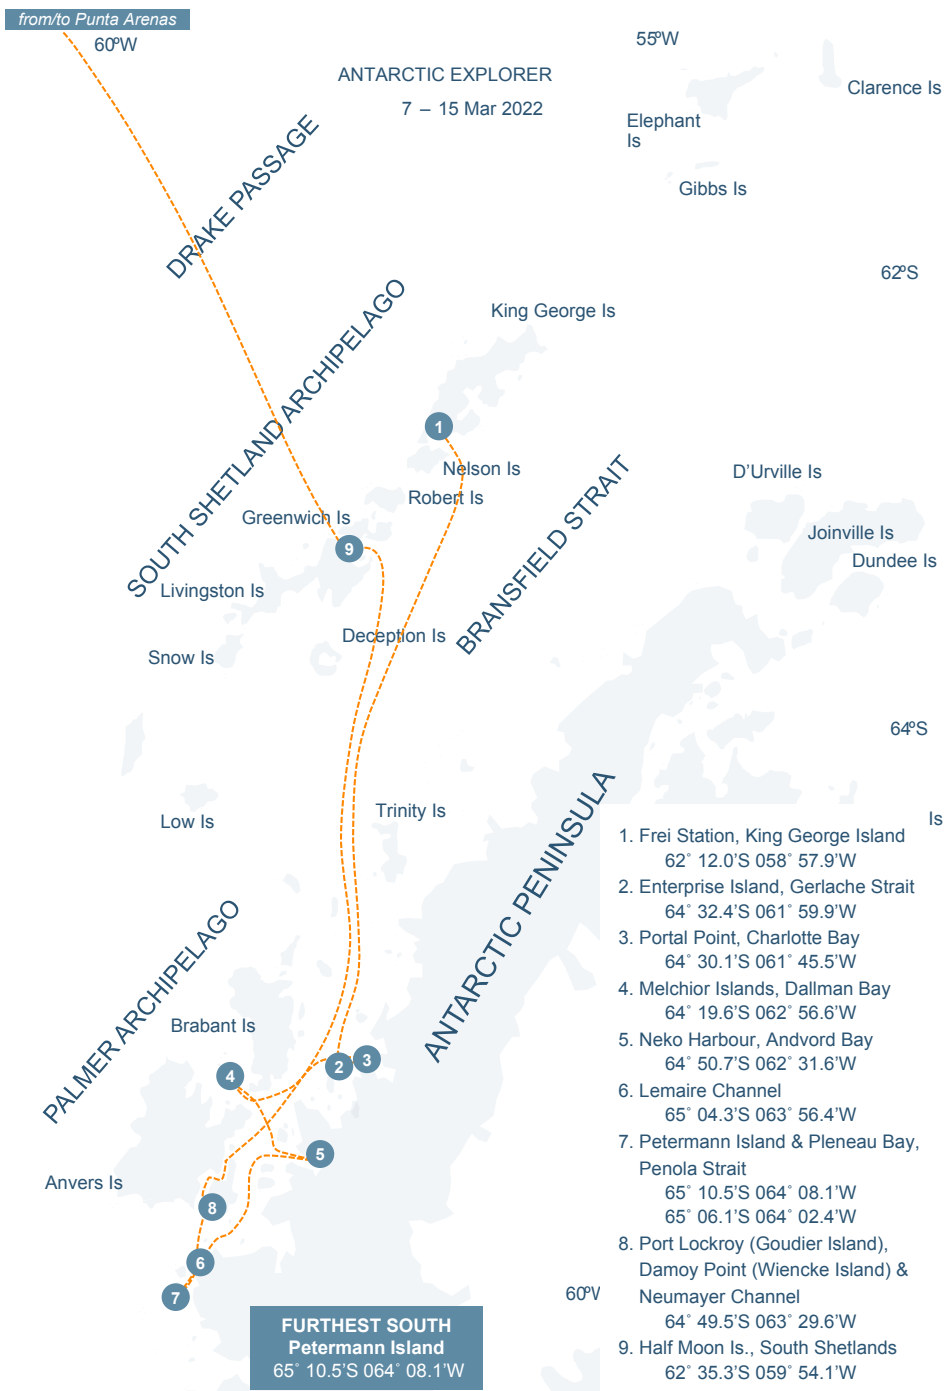 from/to Punta Arenas
60ºW
55ºW
ANTARCTIC EXPLORER
7 – 15 Mar 2022
Clarence Is
Elephant
Is
Gibbs Is
DRAKE PASSAGE
62ºS
King George Is
SOUTH SHETLAND ARCHIPELAGO
1
Nelson Is
D'Urville Is
Robert Is
Greenwich Is
BRANSFIELD STRAIT
Joinville Is
9
Dundee Is
Livingston Is
Deception Is
Snow Is
64ºS
Trinity Is
Low Is
Is
ANTARCTIC PENINSULA
PALMER ARCHIPELAGO
Brabant Is
2
3
4
5
Anvers Is
8
6
7
60ºW
FURTHEST SOUTH
Petermann Island
65˚ 10.5'S 064˚ 08.1'W
1. Frei Station, King George Island
62˚ 12.0'S 058˚ 57.9'W
2. Enterprise Island, Gerlache Strait
64˚ 32.4'S 061˚ 59.9'W
3. Portal Point, Charlotte Bay
64˚ 30.1'S 061˚ 45.5'W
4. Melchior Islands, Dallman Bay
64˚ 19.6'S 062˚ 56.6'W
5. Neko Harbour, Andvord Bay
64˚ 50.7'S 062˚ 31.6'W
6. Lemaire Channel
65˚ 04.3'S 063˚ 56.4'W
7. Petermann Island & Pleneau Bay,
Penola Strait
65˚ 10.5'S 064˚ 08.1'W
65˚ 06.1'S 064˚ 02.4'W
8. Port Lockroy (Goudier Island),
Damoy Point (Wiencke Island) &
Neumayer Channel
64˚ 49.5'S 063˚ 29.6'W
9. Half Moon Is., South Shetlands
62˚ 35.3'S 059˚ 54.1'W